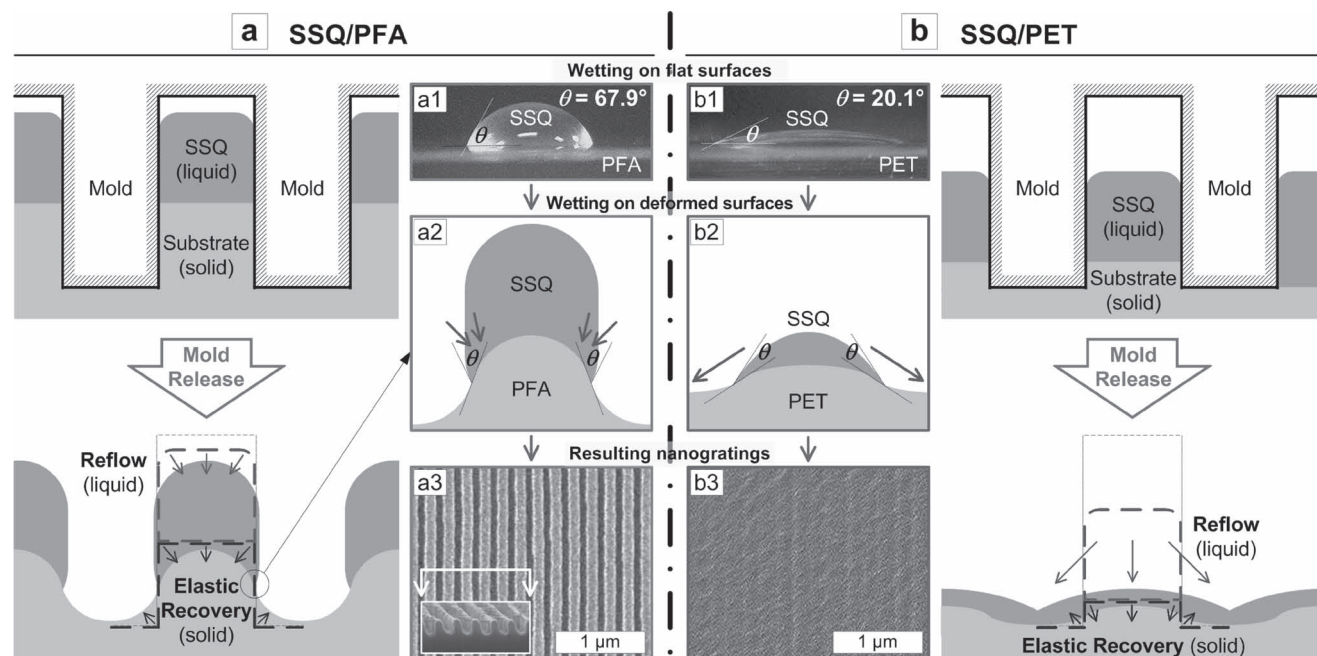 a SSQ/PFA
b SSQ/PET
Wetting on flat surfaces
a1
θ = 67.9°
SSQ
θ
PFA
b1
θ = 20.1°
SSQ
θ
PET
SSQ
(liquid)
Mold
Mold
Substrate
(solid)
Mold
Release
Reflow
(liquid)
Elastic
Recovery
(solid)
Wetting on deformed surfaces
a2
SSQ
θ
θ
PFA
b2
SSQ
θ
θ
PET
Resulting nanogratings
a3
1 μm
b3
1 μm
Mold
Mold
SSQ
(liquid)
Substrate
(solid)
Mold
Release
Reflow
(liquid)
Elastic Recovery (solid)